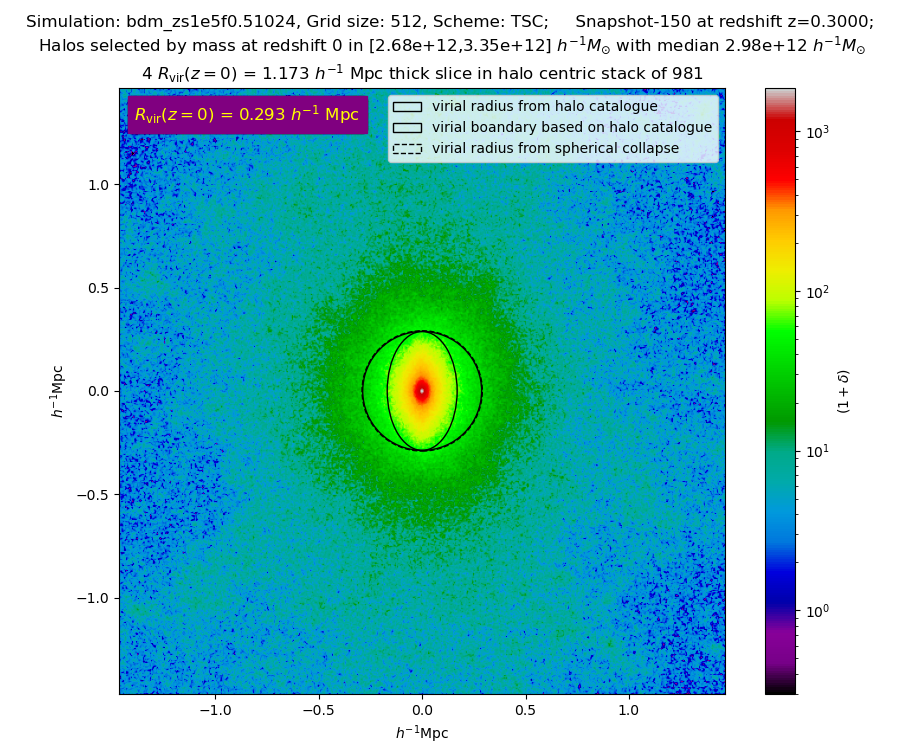 Simulation: bdm_zs1e5f0.51024, Grid size: 512, Scheme: TSC;     Snapshot-150 at redshift z=0.3000;
Halos selected by mass at redshift 0 in [2.68e+12,3.35e+12] h⁻¹M⊙ with median 2.98e+12 h⁻¹M⊙
4 Rvir(z = 0) = 1.173 h⁻¹ Mpc thick slice in halo centric stack of 981
Rvir(z = 0) = 0.293 h⁻¹ Mpc
virial radius from halo catalogue
virial boundary based on halo catalogue
virial radius from spherical collapse
1.0
0.5
0.0
−0.5
−1.0
h⁻¹Mpc
−1.0 −0.5 0.0 0.5 1.0
h⁻¹Mpc
10³
10²
10¹
10⁰
(1 + δ)